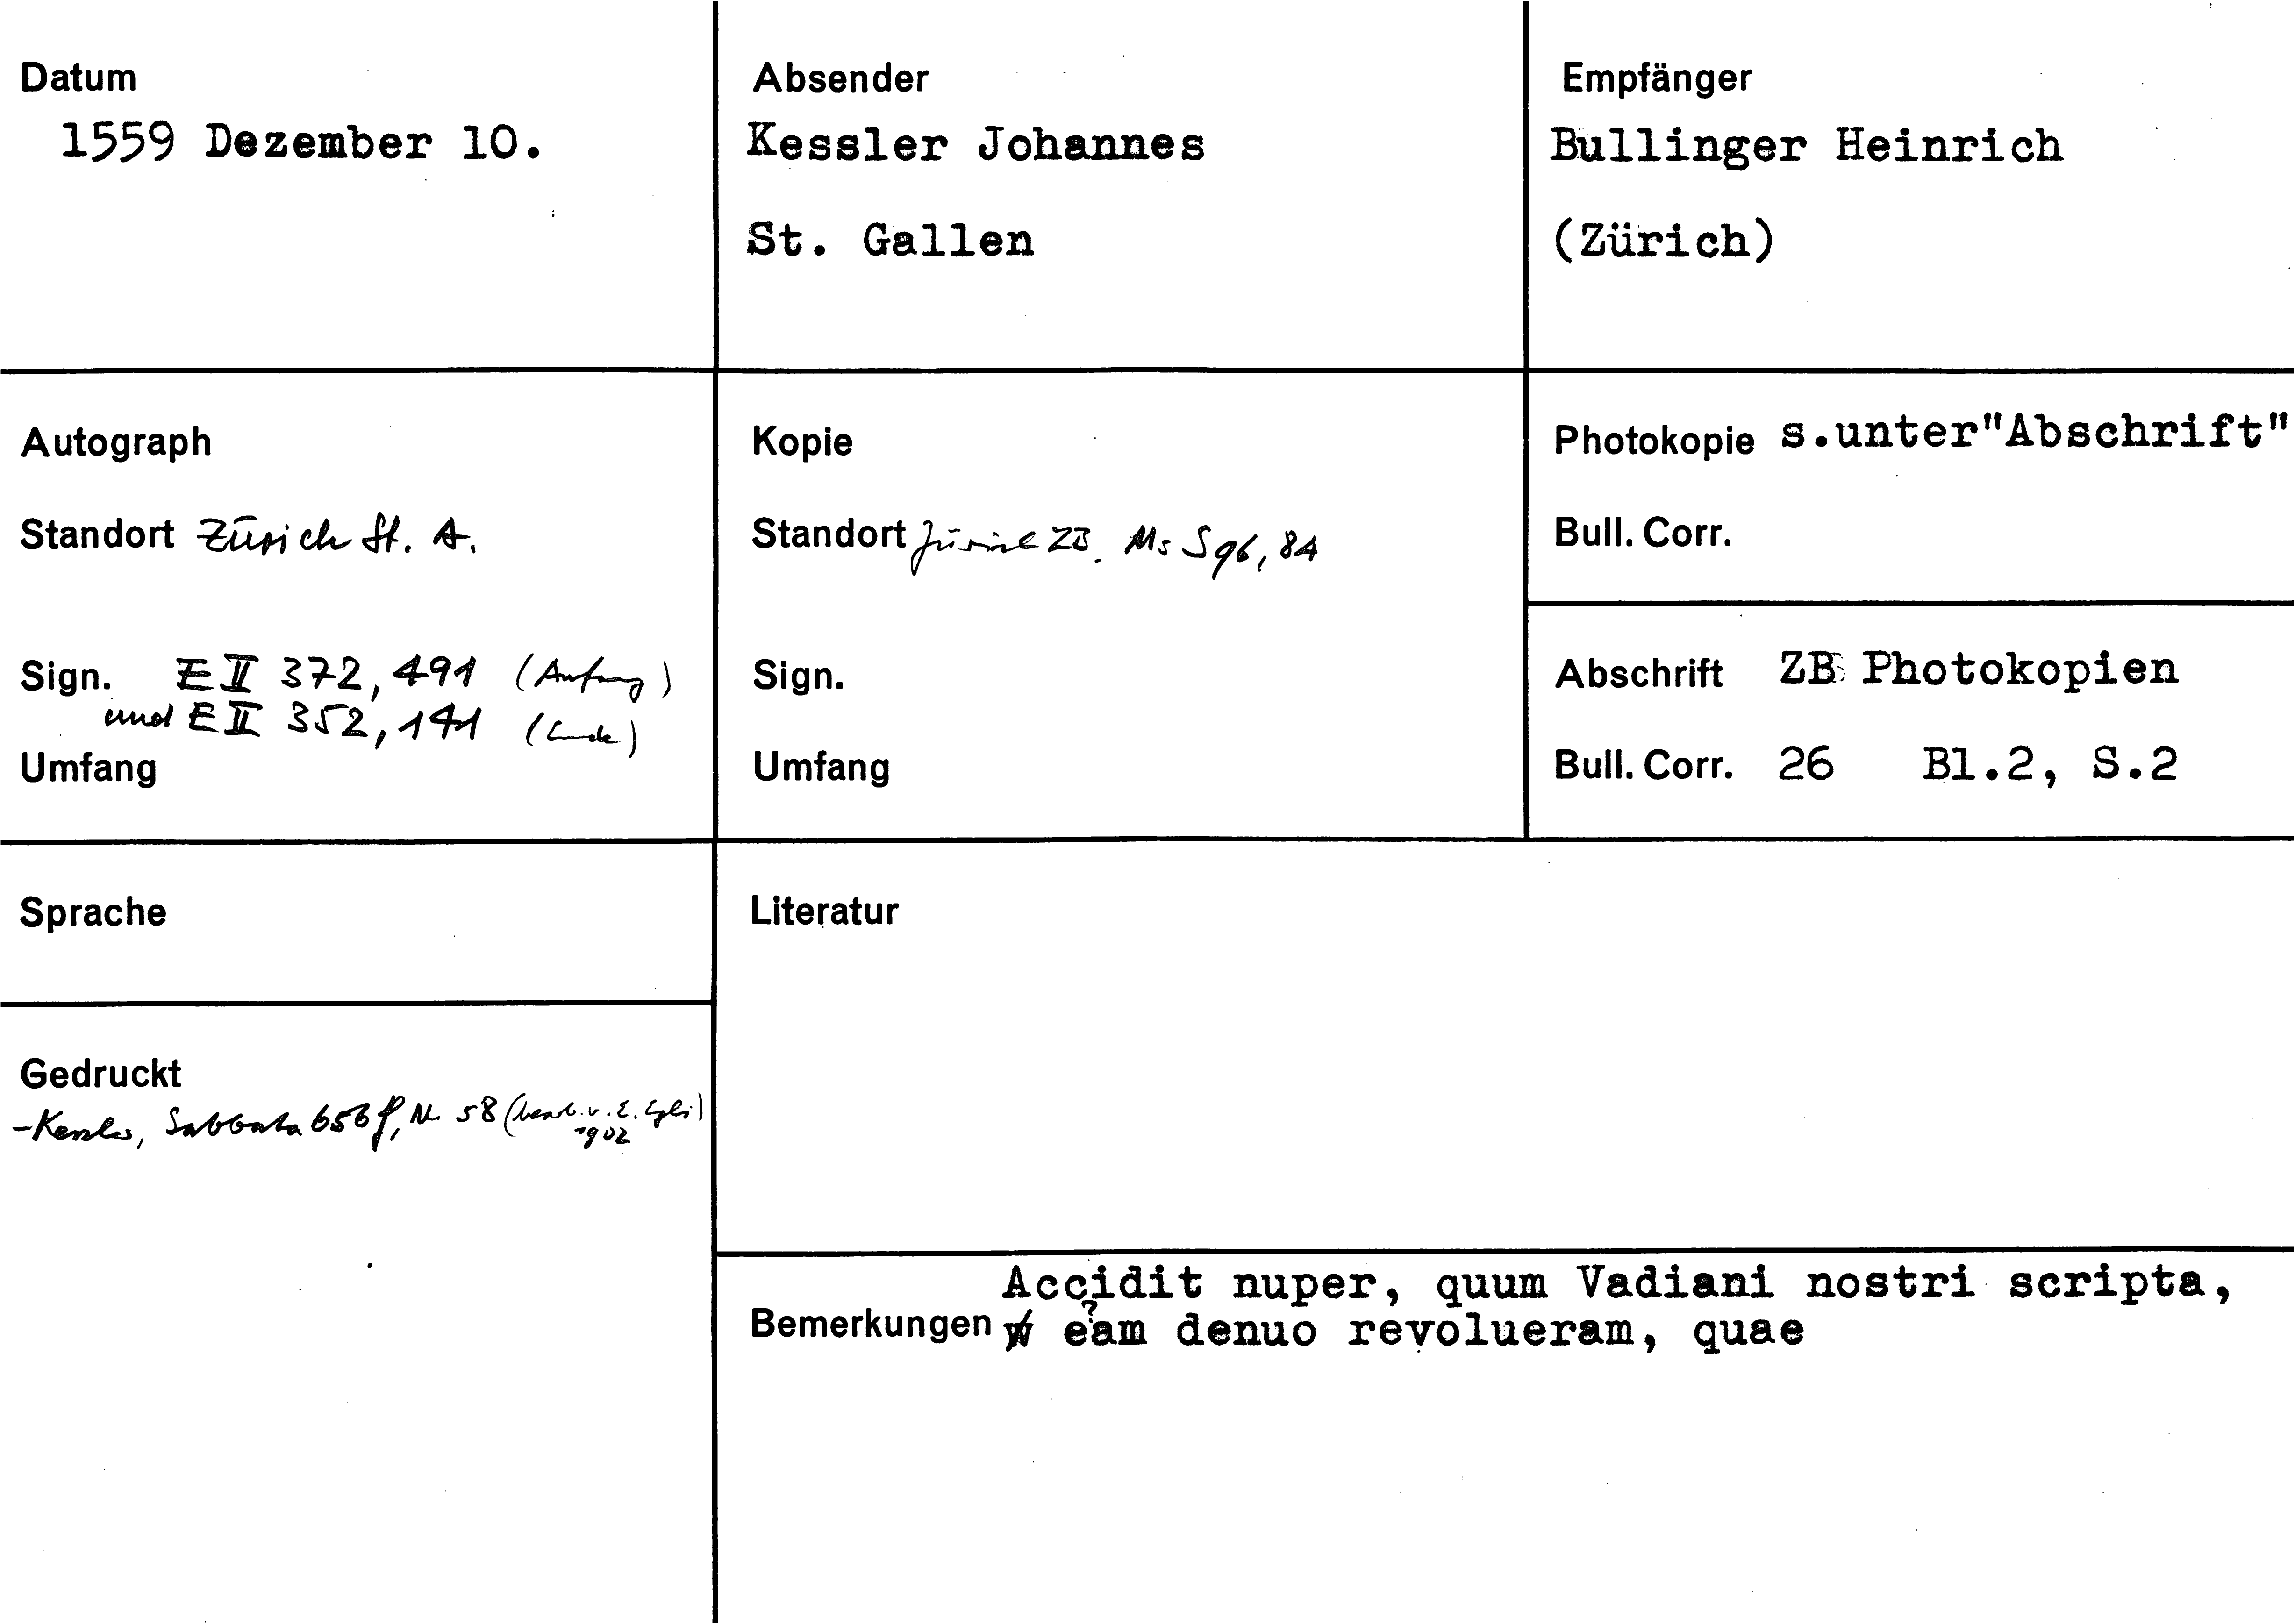 Datum
1559 Dezember 10.
Absender
Kessler Johannes
St. Gallen
Empfänger
Bullinger Heinrich
(Zürich)
Autograph
Standort Zürich St. A.
Sign. E II 372, 491 (Anfang)
und E II 352, 141 (Ende)
Umfang
Kopie
Standort Zürich ZB. Ms S 96, 84
Sign.
Umfang
Photokopie s.unter"Abschrift"
Bull. Corr.
Abschrift ZB Photokopien
Bull. Corr. 26 Bl.2, S.2
Sprache
Gedruckt
- Kessler, Sabbata 656 f, Nr. 58 (bearb. v. E. Egli)
1902
Literatur
Accidit nuper, quum Vadiani nostri scripta,
?
Bemerkungen eam denuo revolueram, quae